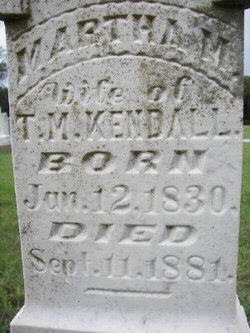 MARTHA M.
Wife of
T.M.KENDALL.
BORN
Jan.12.1830.
DIED
Sept.11.1881.